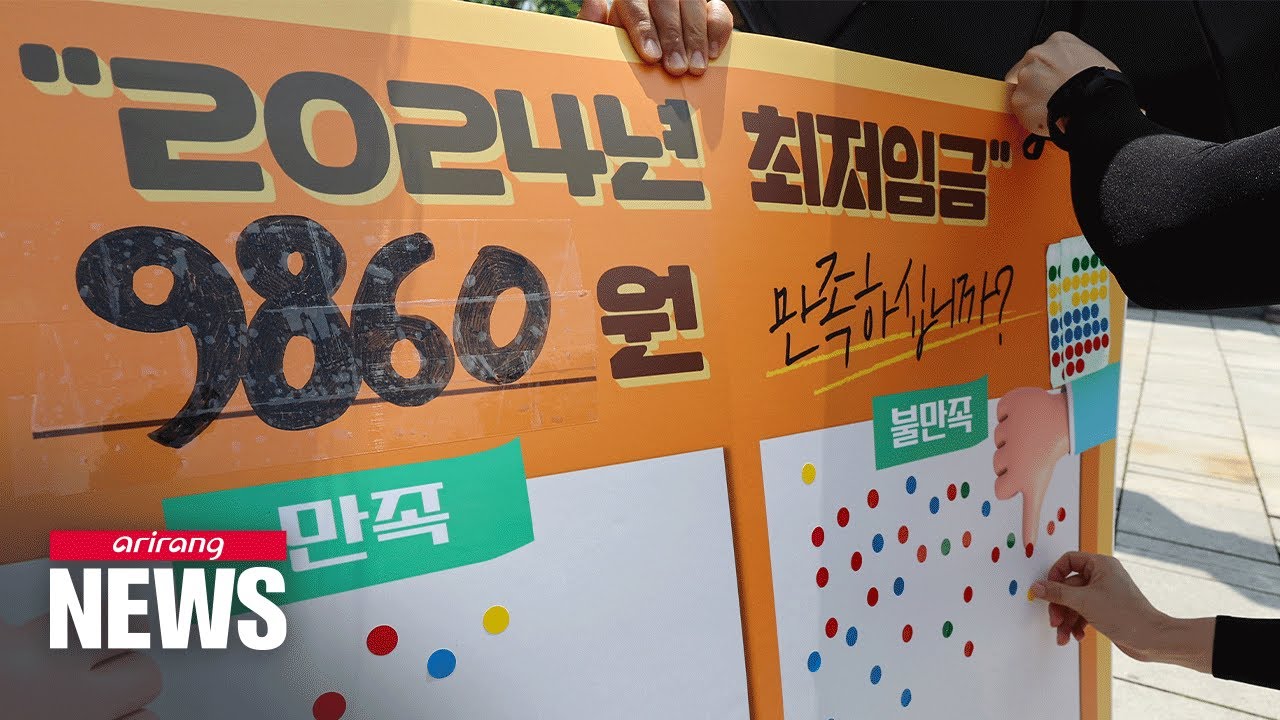 "2024년 최저임금"
9860 원 만족하십니까?
불만족
만족
arirang
NEWS